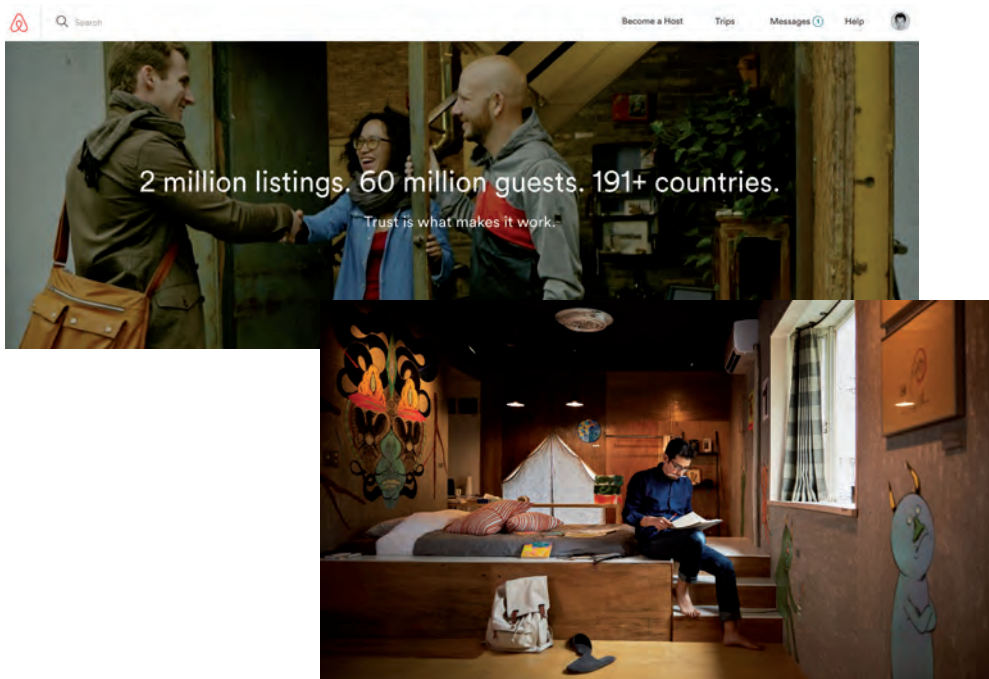 Search
Become a Host
Trips
Messages 1
Help
2 million listings. 60 million guests. 191+ countries.
Trust is what makes it work.